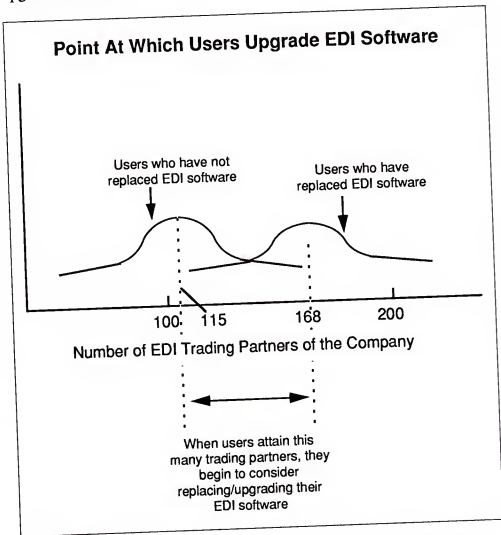 Point At Which Users Upgrade EDI Software
Users who have not
replaced EDI software
Users who have
replaced EDI software
100 115 168 200
Number of EDI Trading Partners of the Company
When users attain this
many trading partners, they
begin to consider
replacing/upgrading their
EDI software